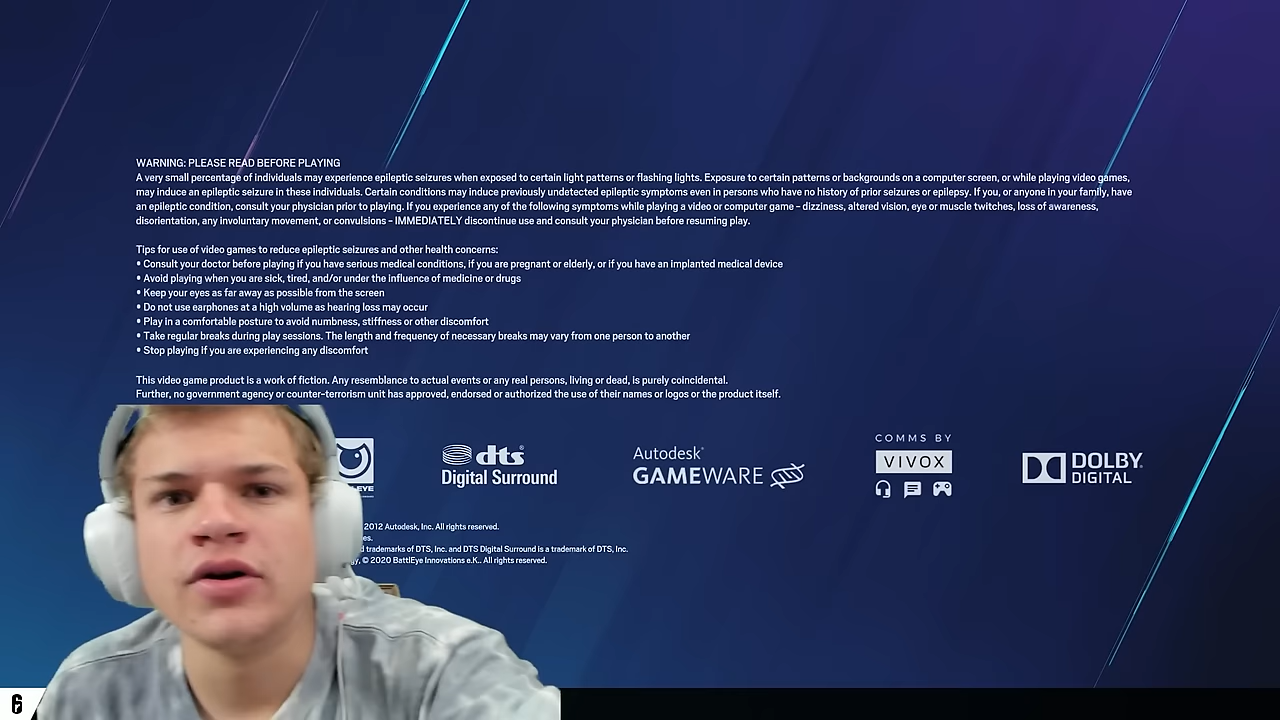 WARNING: PLEASE READ BEFORE PLAYING
A very small percentage of individuals may experience epileptic seizures when exposed to certain light patterns or flashing lights. Exposure to certain patterns or backgrounds on a computer screen, or while playing video games,
may induce an epileptic seizure in these individuals. Certain conditions may induce previously undetected epileptic symptoms even in persons who have no history of prior seizures or epilepsy. If you, or anyone in your family, have
an epileptic condition, consult your physician prior to playing. If you experience any of the following symptoms while playing a video or computer game – dizziness, altered vision, eye or muscle twitches, loss of awareness,
disorientation, any involuntary movement, or convulsions – IMMEDIATELY discontinue use and consult your physician before resuming play.
Tips for use of video games to reduce epileptic seizures and other health concerns:
• Consult your doctor before playing if you have serious medical conditions, if you are pregnant or elderly, or if you have an implanted medical device
• Avoid playing when you are sick, tired, and/or under the influence of medicine or drugs
• Keep your eyes as far away as possible from the screen
• Do not use earphones at a high volume as hearing loss may occur
• Play in a comfortable posture to avoid numbness, stiffness or other discomfort
• Take regular breaks during play sessions. The length and frequency of necessary breaks may vary from one person to another
• Stop playing If you are experiencing any discomfort
This video game product is a work of fiction. Any resemblance to actual events or any real persons, living or dead, is purely coincidental.
Further, no government agency or counter-terrorism unit has approved, endorsed or authorized the use of their names or logos or the product itself.
EYE
dts®
Digital Surround
Autodesk®
GAMEWARE
COMMS BY
VIVOX
DOLBY
DIGITAL
2012 Autodesk, Inc. All rights reserved.
es.
d trademarks of DTS, Inc. and DTS Digital Surround is a trademark of DTS, Inc.
gy, © 2020 BattlEye Innovations e.K.. All rights reserved.
6